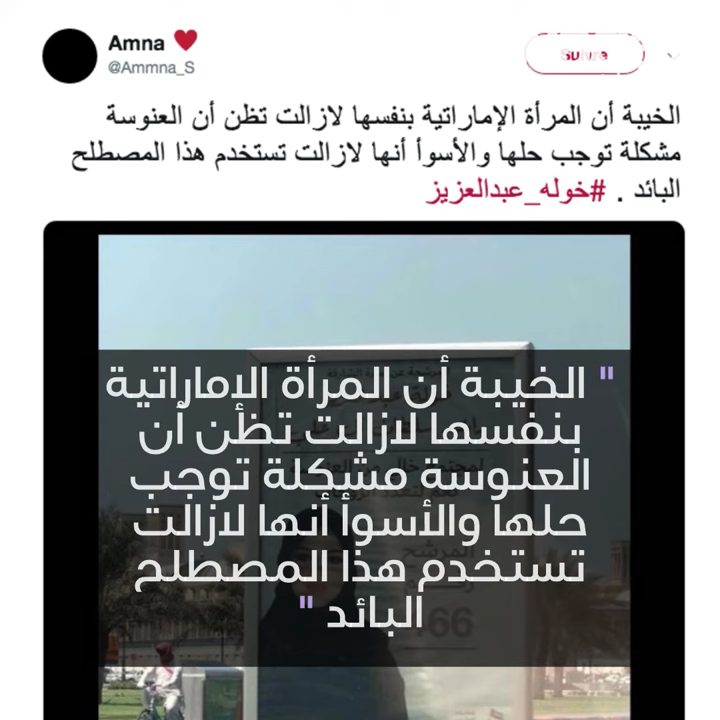 Amna ❤
@Ammna_S
Suivre
الخيبة أن المرأة الإماراتية بنفسها لازالت تظن أن العنوسة
مشكلة توجب حلها والأسوأ أنها لازالت تستخدم هذا المصطلح
البائد . #خوله_عبدالعزيز
" الخيبة أن المرأة الإماراتية
بنفسها لازالت تظن أن
العنوسة مشكلة توجب
حلها والأسوأ أنها لازالت
تستخدم هذا المصطلح
البائد "
66